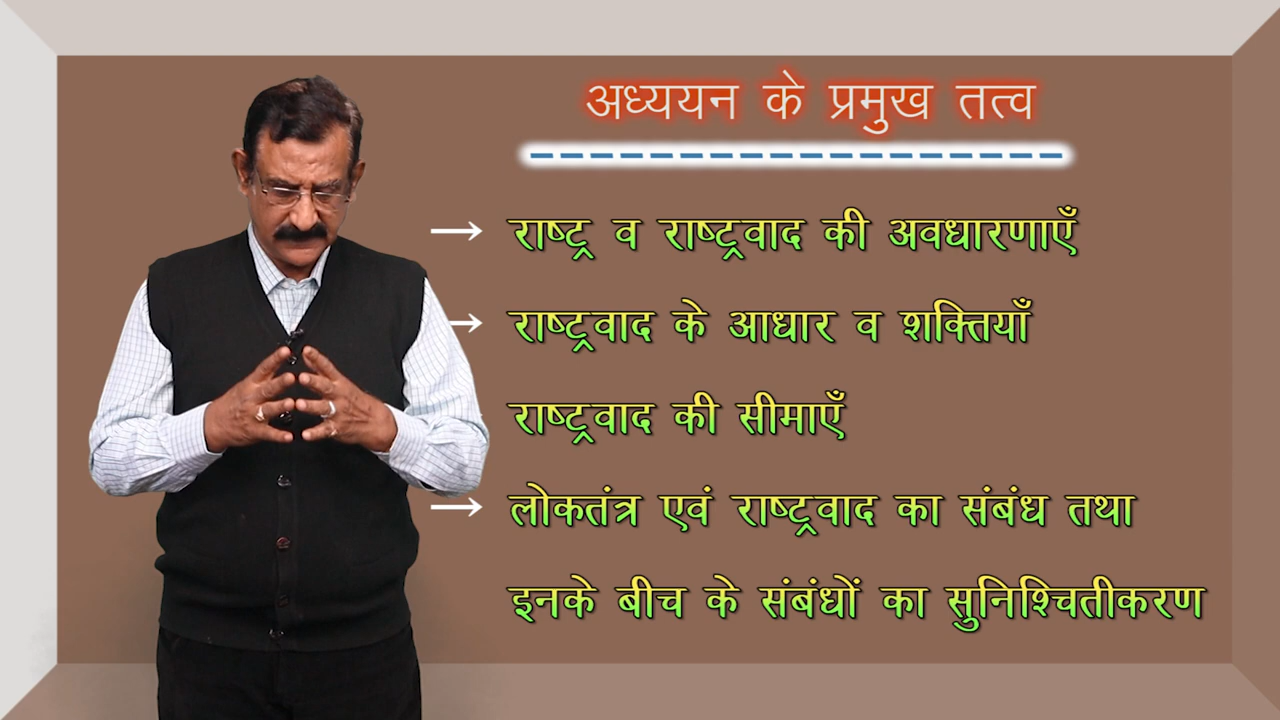 अध्ययन के प्रमुख तत्व
→ राष्ट्र व राष्ट्रवाद की अवधारणाएँ
→ राष्ट्रवाद के आधार व शक्तियाँ
राष्ट्रवाद की सीमाएँ
→ लोकतंत्र एवं राष्ट्रवाद का संबंध तथा
इनके बीच के संबंधों का सुनिश्चितीकरण